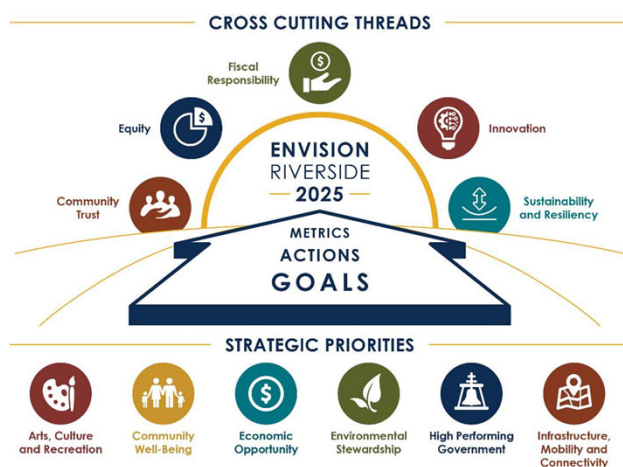 CROSS CUTTING THREADS
Fiscal
Responsibility
Equity
Innovation
Community
Trust
Sustainability
and Resiliency
ENVISION
RIVERSIDE
2025
METRICS
ACTIONS
GOALS
STRATEGIC PRIORITIES
Arts, Culture
and Recreation
Community
Well-Being
Economic
Opportunity
Environmental
Stewardship
High Performing
Government
Infrastructure,
Mobility and
Connectivity